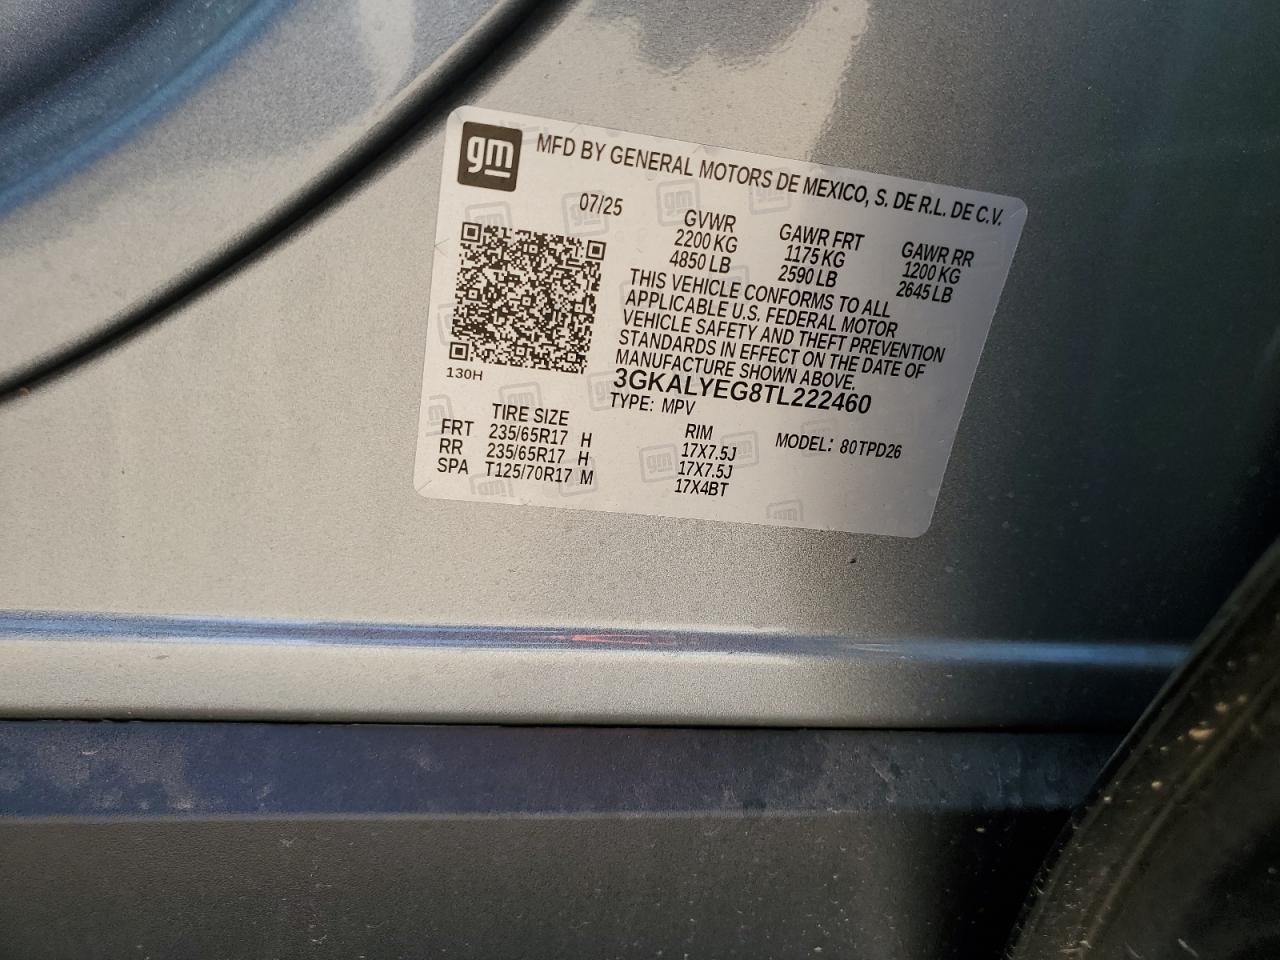 gm
MFD BY GENERAL MOTORS DE MEXICO, S. DE R.L. DE C.V.
07/25
GVWR GAWR FRT GAWR RR
2200 KG 1175 KG 1200 KG
4850 LB 2590 LB 2645 LB
THIS VEHICLE CONFORMS TO ALL
APPLICABLE U.S. FEDERAL MOTOR
VEHICLE SAFETY AND THEFT PREVENTION
STANDARDS IN EFFECT ON THE DATE OF
MANUFACTURE SHOWN ABOVE.
130H
3GKALYEG8TL222460
TYPE: MPV
MODEL: 80TPD26
TIRE SIZE RIM
FRT 235/65R17 H 17X7.5J
RR 235/65R17 H 17X7.5J
SPA T125/70R17 M 17X4BT